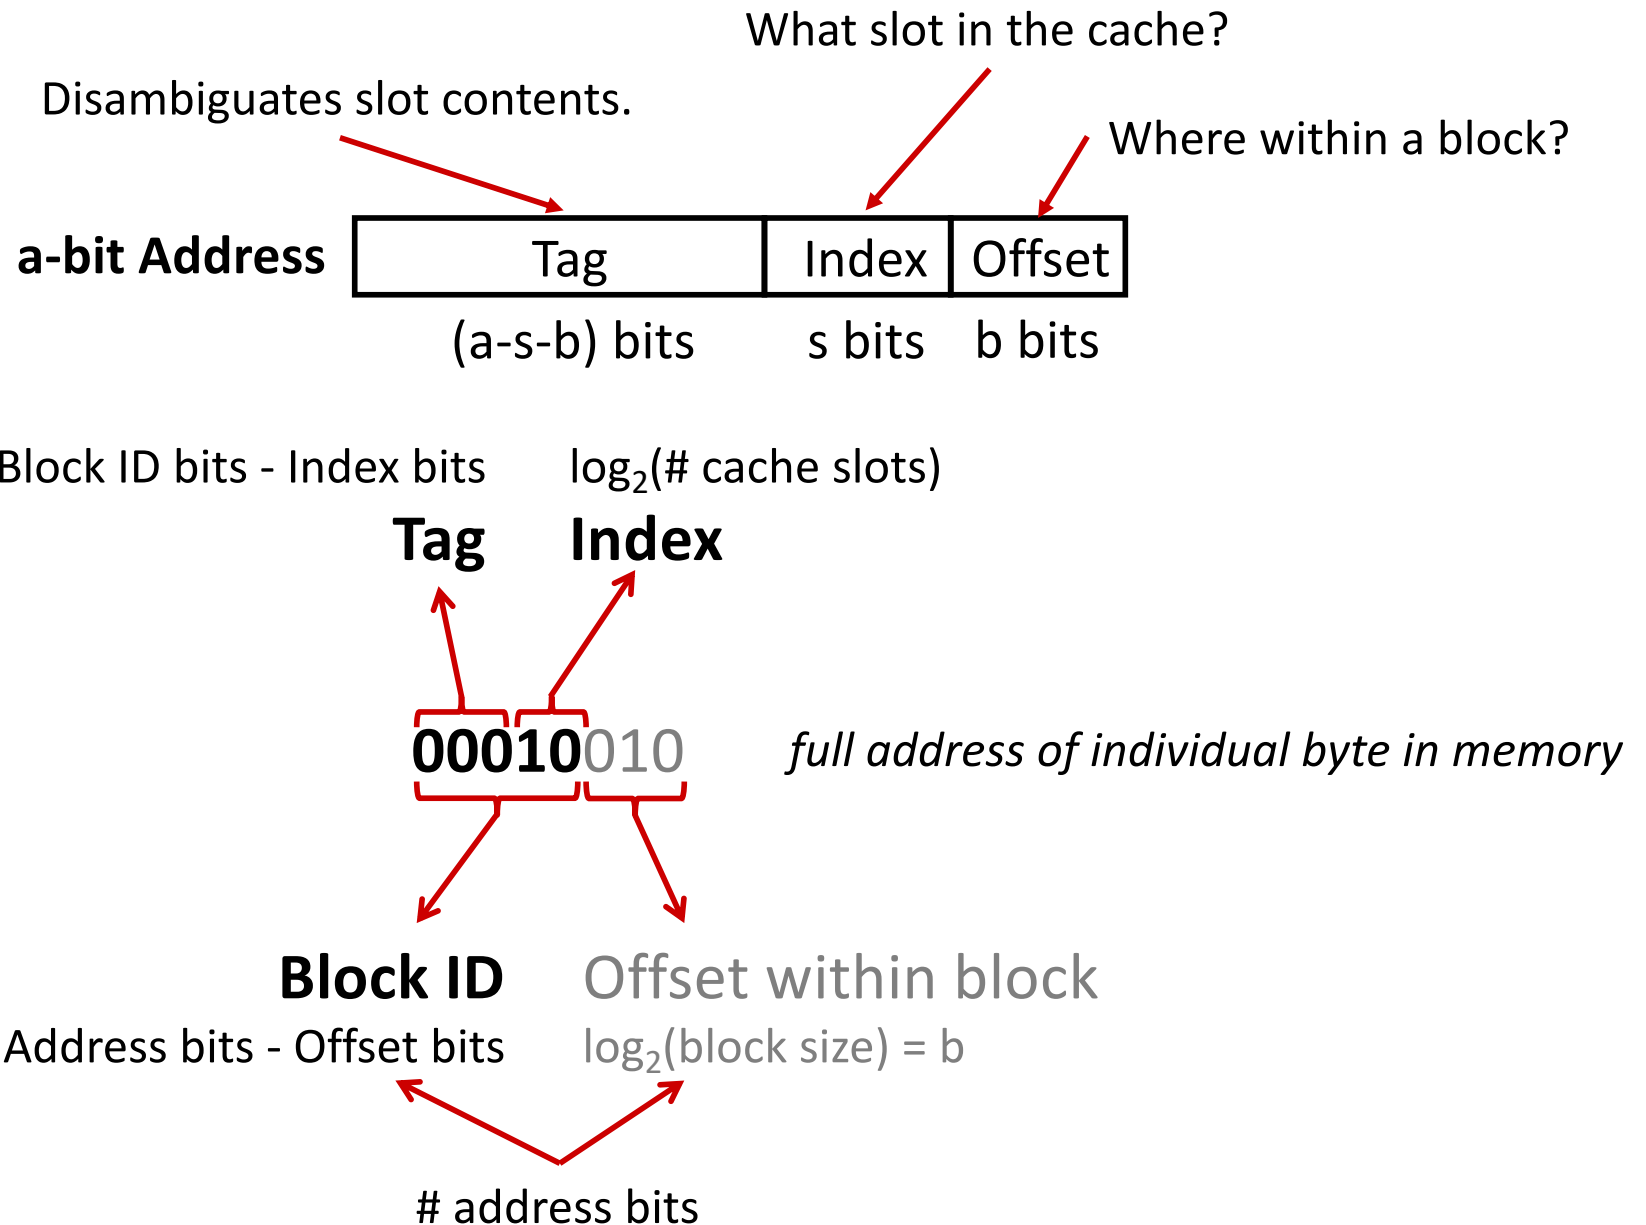 What slot in the cache?
Disambiguates slot contents.
Where within a block?
a-bit Address Tag Index Offset
(a-s-b) bits s bits b bits
Block ID bits - Index bits log2(# cache slots)
Tag Index
00010010 full address of individual byte in memory
Block ID Offset within block
Address bits - Offset bits log2(block size) = b
# address bits